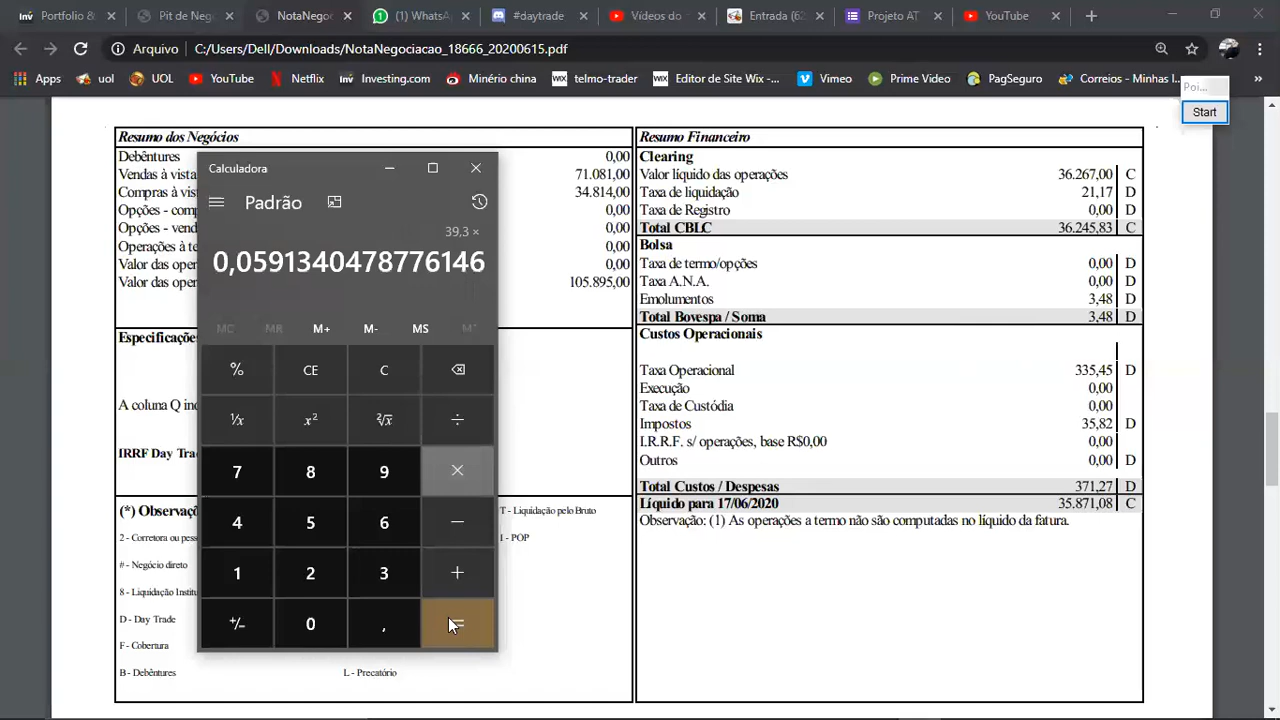 Portfolio &
Pit de Nego
NotaNegor
(1) WhatsA
#daytrade
Vídeos do
Entrada (62
Projeto AT
YouTube
Arquivo
C:/Users/Dell/Downloads/NotaNegociacao_18666_20200615.pdf
Apps
uol
UOL
YouTube
Netflix
Investing.com
Minério china
telmo-trader
Editor de Site Wix -...
Vimeo
Prime Video
PagSeguro
Correios - Minhas I...
Poi...
Start
Resumo dos Negócios
Debêntures 0,00
Vendas à vista 71.081,00
Compras à vis 34.814,00
Opções - com 0,00
Opções - vend 0,00
Operações à te 0,00
Valor das oper 0,00
Valor das oper 105.895,00
Especificaçõe
A coluna Q ind
IRRF Day Trad
(*) Observaçõ
2 - Corretora ou pess
# - Negócio direto
8 - Liquidação Institu
D - Day Trade
F - Cobertura
B - Debêntures
L - Precatório
T - Liquidação pelo Bruto
I - POP
Calculadora
Padrão
39,3 ×
0,0591340478776146
MC MR M+ M- MS M˅
% CE C
¹/x x² ²√x ÷
7 8 9 ×
4 5 6 −
1 2 3 +
+/- 0 , =
Resumo Financeiro
Clearing
Valor líquido das operações 36.267,00 C
Taxa de liquidação 21,17 D
Taxa de Registro 0,00 D
Total CBLC 36.245,83 C
Bolsa
Taxa de termo/opções 0,00 D
Taxa A.N.A. 0,00 D
Emolumentos 3,48 D
Total Bovespa / Soma 3,48 D
Custos Operacionais
Taxa Operacional 335,45 D
Execução 0,00
Taxa de Custódia 0,00
Impostos 35,82 D
I.R.R.F. s/ operações, base R$0,00 0,00
Outros 0,00 D
Total Custos / Despesas 371,27 D
Líquido para 17/06/2020 35.871,08 C
Observação: (1) As operações a termo não são computadas no líquido da fatura.